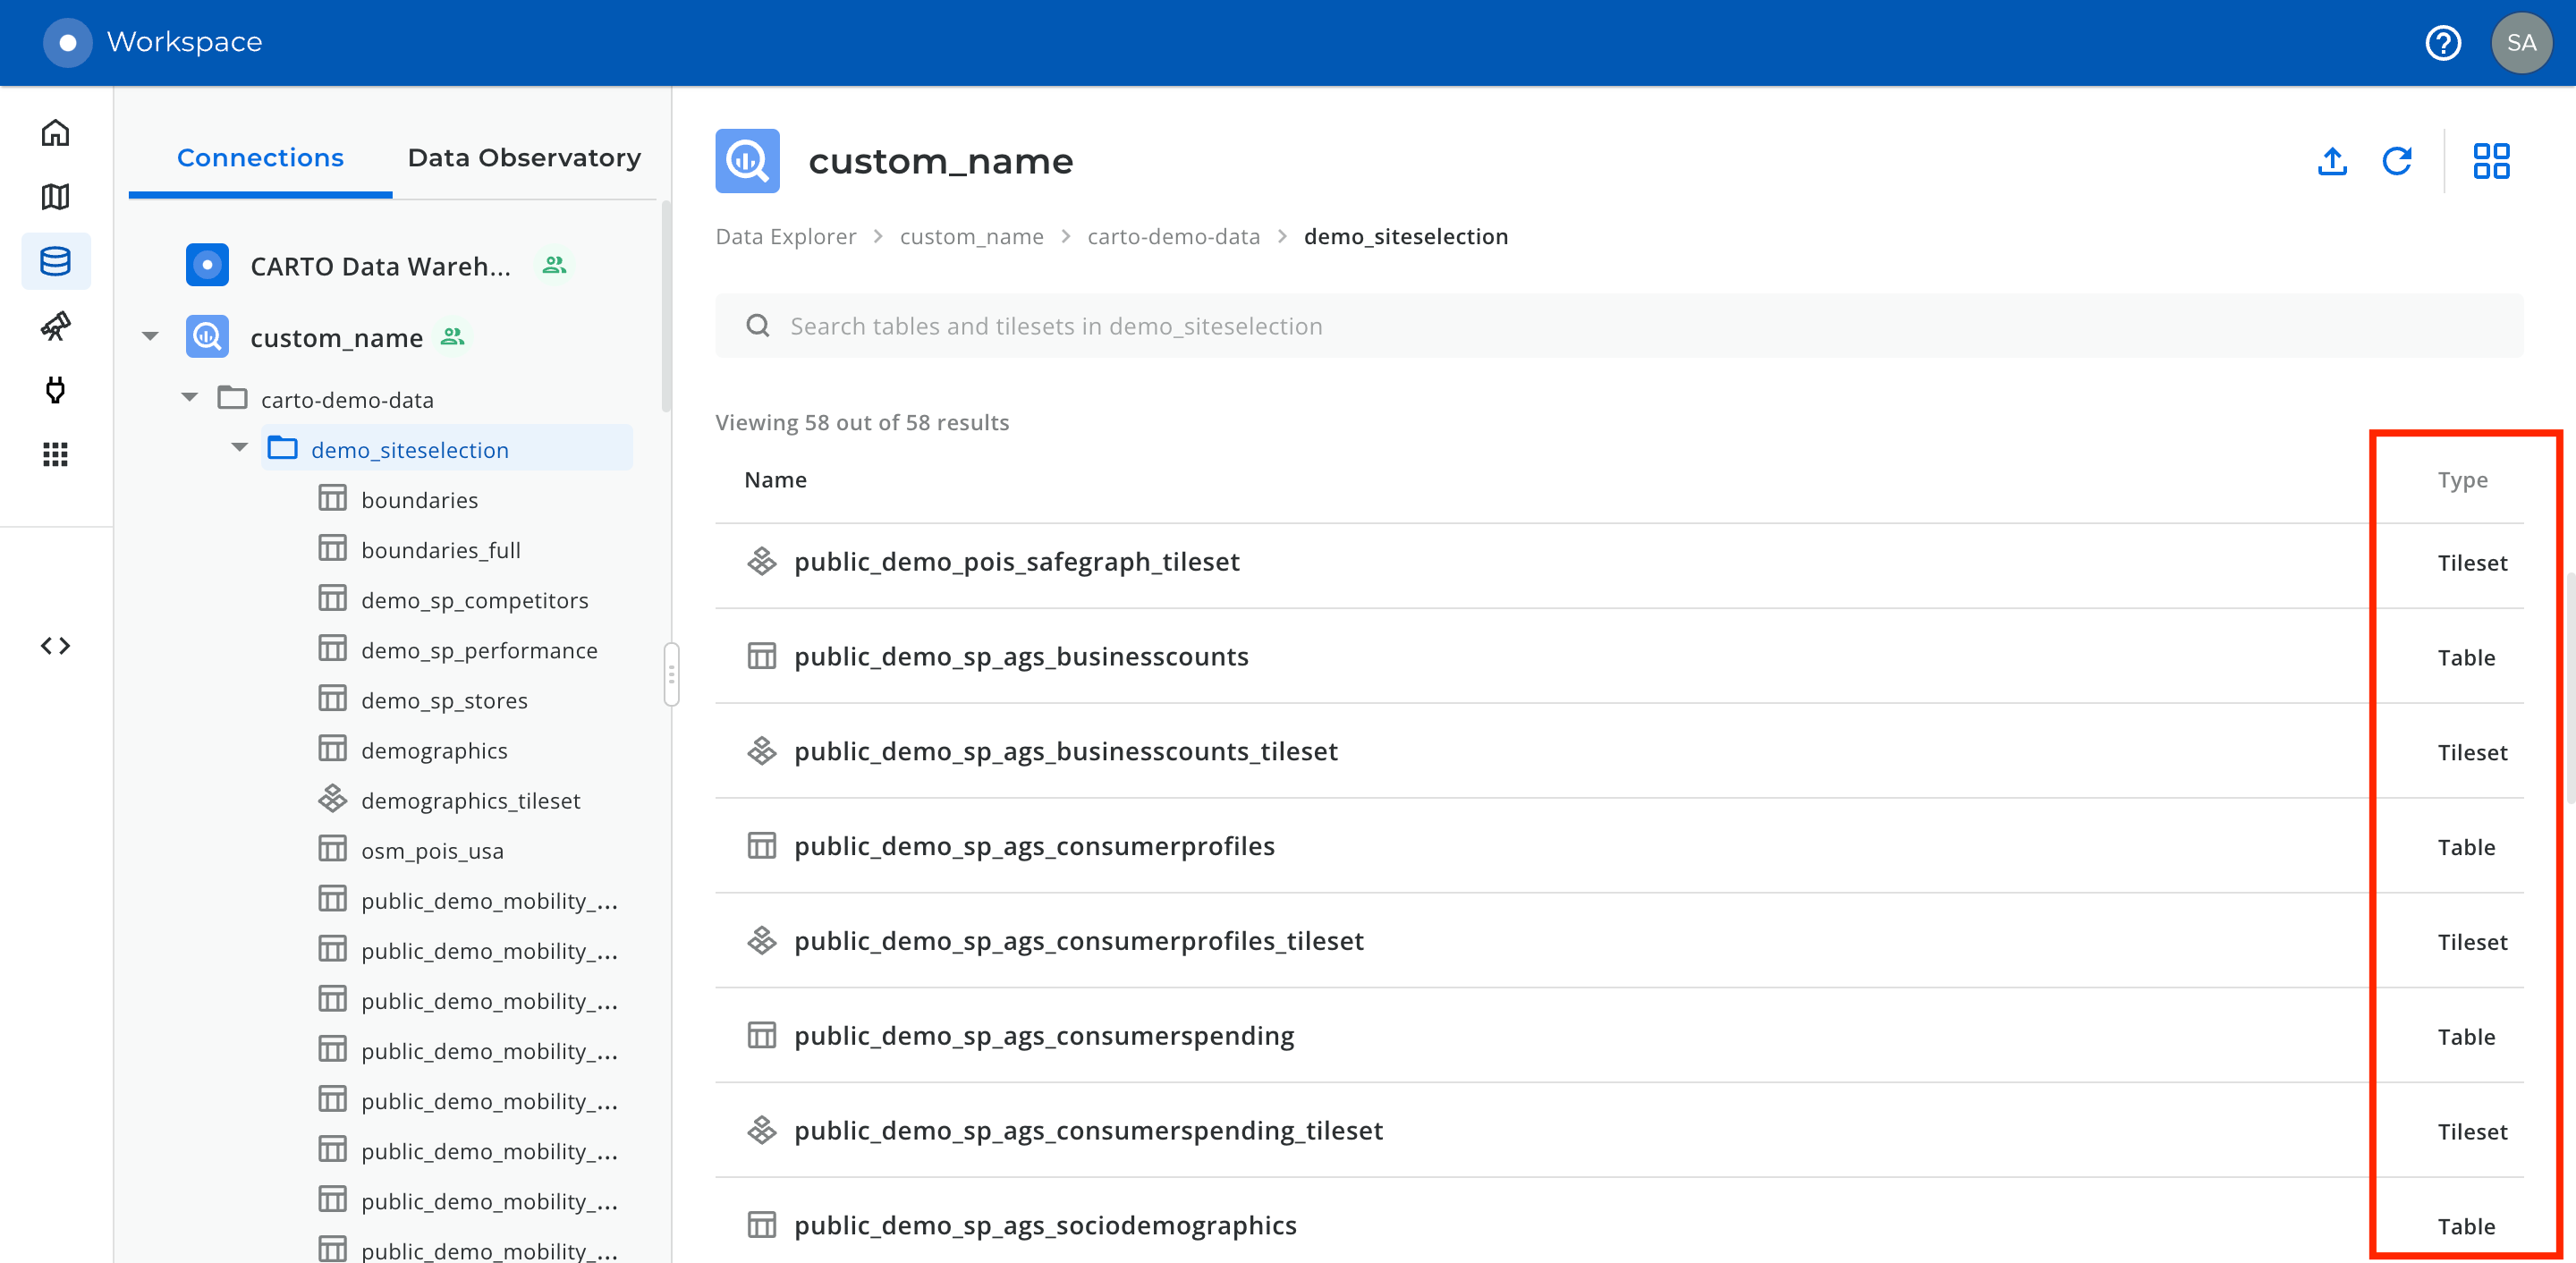 Workspace
SA
Connections
Data Observatory
CARTO Data Wareh...
custom_name
carto-demo-data
demo_siteselection
boundaries
boundaries_full
demo_sp_competitors
demo_sp_performance
demo_sp_stores
demographics
demographics_tileset
osm_pois_usa
public_demo_mobility_...
public_demo_mobility_...
public_demo_mobility_...
public_demo_mobility_...
public_demo_mobility_...
public_demo_mobility_...
public_demo_mobility_...
public_demo_mobility_...
custom_name
Data Explorer > custom_name > carto-demo-data > demo_siteselection
Search tables and tilesets in demo_siteselection
Viewing 58 out of 58 results
Name Type
public_demo_pois_safegraph_tileset Tileset
public_demo_sp_ags_businesscounts Table
public_demo_sp_ags_businesscounts_tileset Tileset
public_demo_sp_ags_consumerprofiles Table
public_demo_sp_ags_consumerprofiles_tileset Tileset
public_demo_sp_ags_consumerspending Table
public_demo_sp_ags_consumerspending_tileset Tileset
public_demo_sp_ags_sociodemographics Table